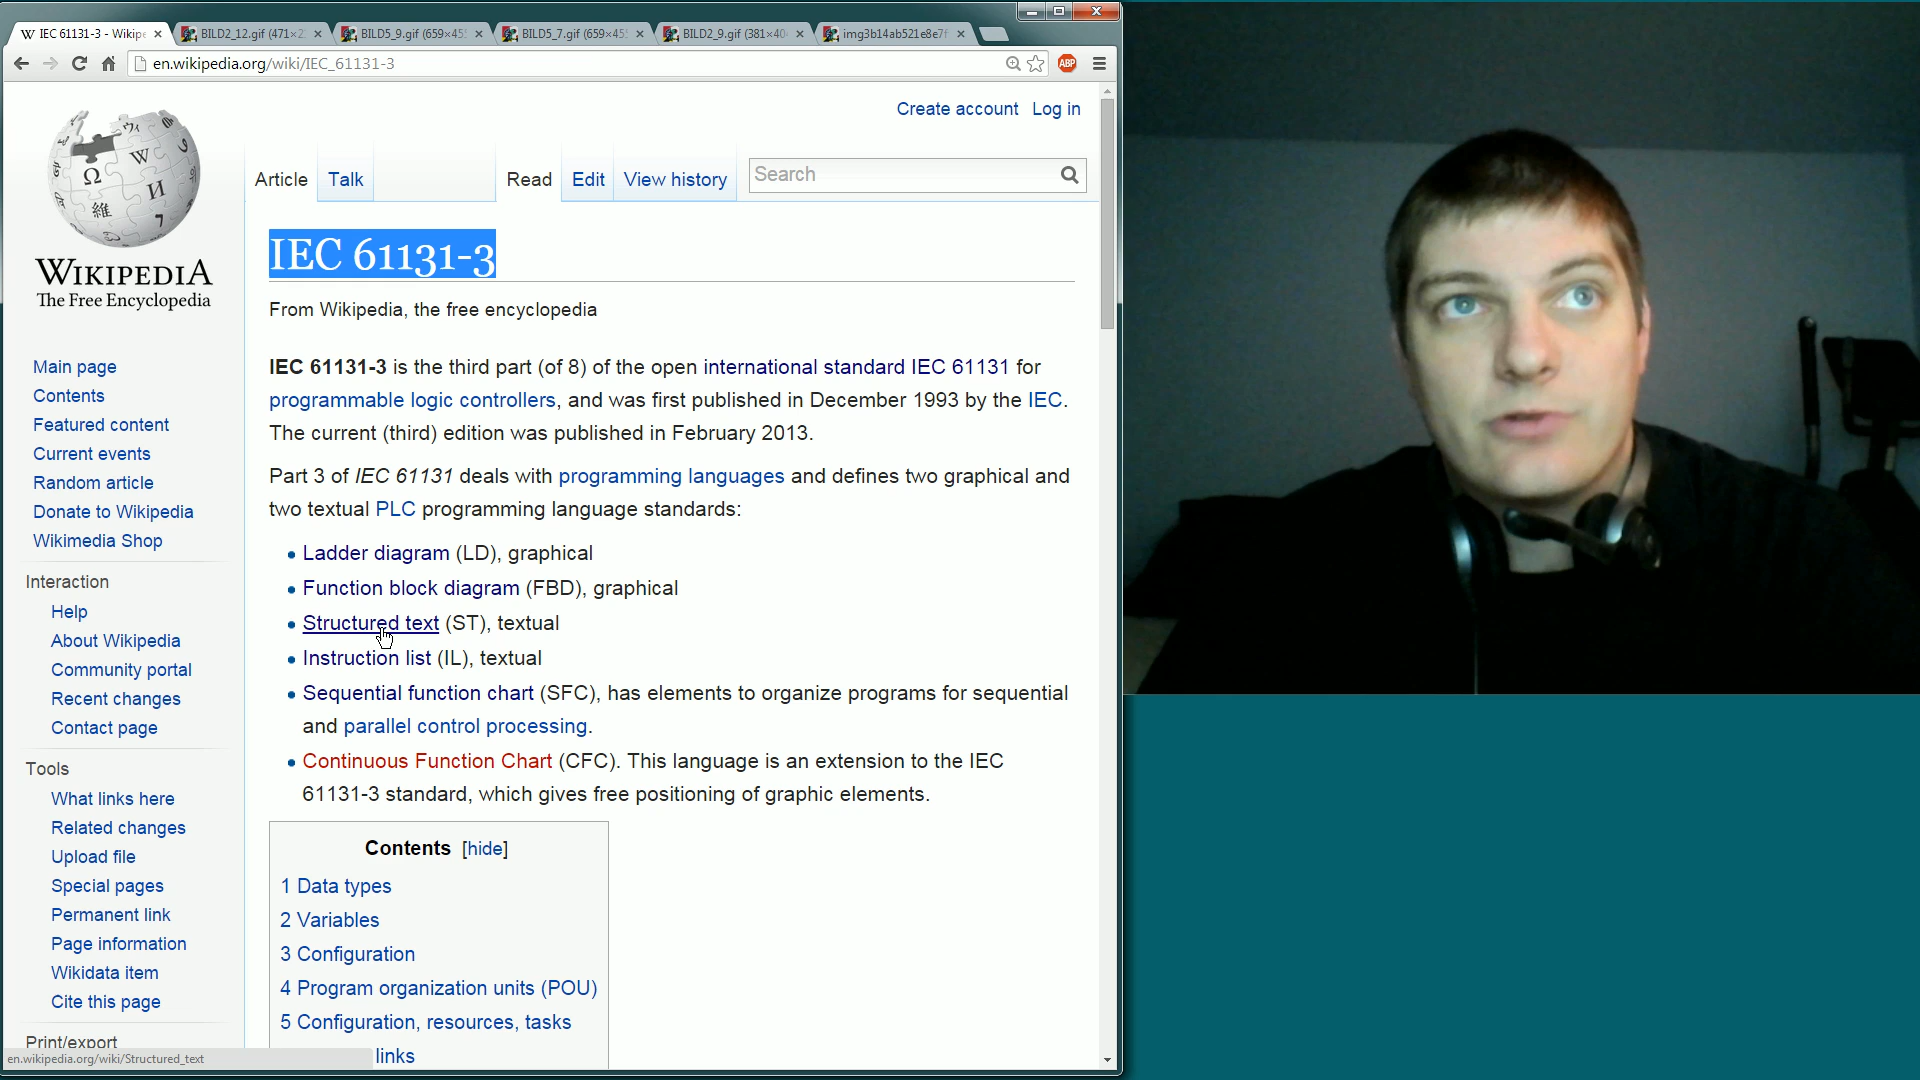 IEC 61131-3 - Wikipe
BILD2_12.gif (471×2
BILD5_9.gif (659×45
BILD5_7.gif (659×45
BILD2_9.gif (381×40
img3b14ab521e8e7f
en.wikipedia.org/wiki/IEC_61131-3
ABP
Create account Log in
Article Talk Read Edit View history
Search
WIKIPEDIA
The Free Encyclopedia
Main page
Contents
Featured content
Current events
Random article
Donate to Wikipedia
Wikimedia Shop
Interaction
Help
About Wikipedia
Community portal
Recent changes
Contact page
Tools
What links here
Related changes
Upload file
Special pages
Permanent link
Page information
Wikidata item
Cite this page
Print/export
en.wikipedia.org/wiki/Structured_text
IEC 61131-3
From Wikipedia, the free encyclopedia
IEC 61131-3 is the third part (of 8) of the open international standard IEC 61131 for
programmable logic controllers, and was first published in December 1993 by the IEC.
The current (third) edition was published in February 2013.
Part 3 of IEC 61131 deals with programming languages and defines two graphical and
two textual PLC programming language standards:
• Ladder diagram (LD), graphical
• Function block diagram (FBD), graphical
• Structured text (ST), textual
• Instruction list (IL), textual
• Sequential function chart (SFC), has elements to organize programs for sequential
and parallel control processing.
• Continuous Function Chart (CFC). This language is an extension to the IEC
61131-3 standard, which gives free positioning of graphic elements.
Contents [hide]
1 Data types
2 Variables
3 Configuration
4 Program organization units (POU)
5 Configuration, resources, tasks
links